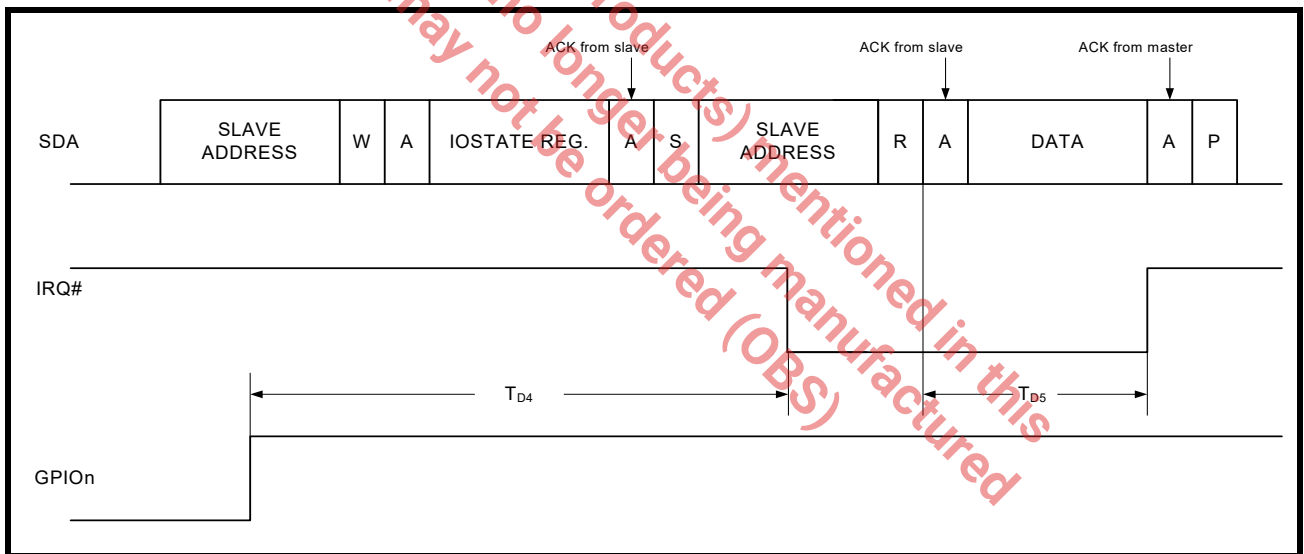 ACK from slave
ACK from slave
ACK from master
SDA
SLAVE
ADDRESS
W
A
IOSTATE REG.
A
S
SLAVE
ADDRESS
R
A
DATA
A
P
IRQ#
TD4
TD5
GPIOn
products) mentioned in this
no longer being manufactured
may not be ordered (OBS)